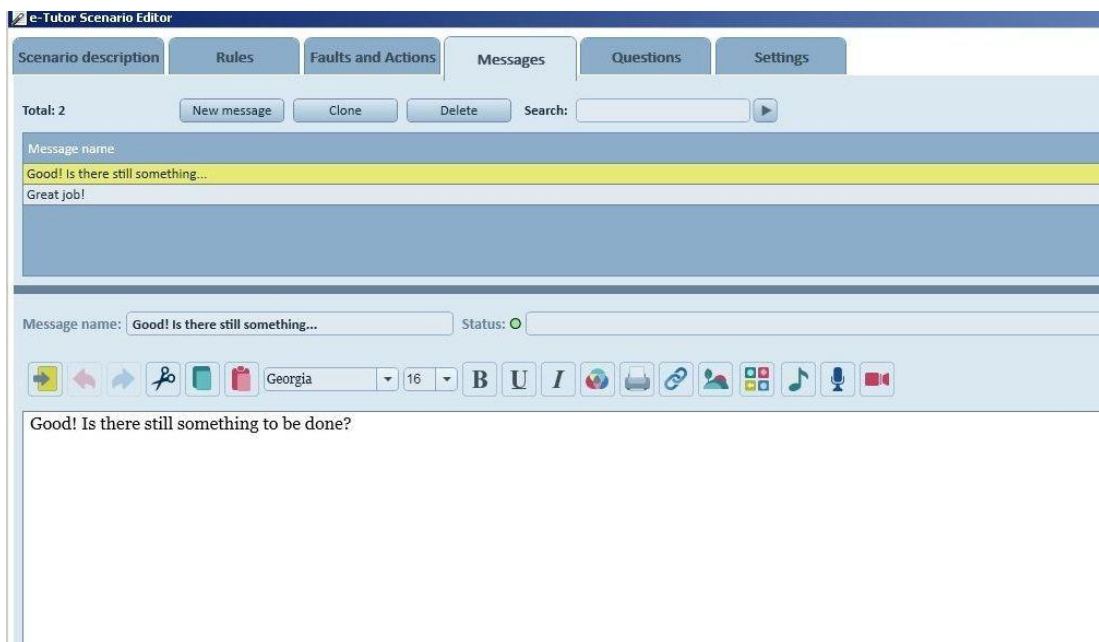 e-Tutor Scenario Editor
Scenario description Rules Faults and Actions Messages Questions Settings
Total: 2 New message Clone Delete Search:
Message name
Good! Is there still something...
Great job!
Message name: Good! Is there still something... Status:
Georgia 16 B U I
Good! Is there still something to be done?